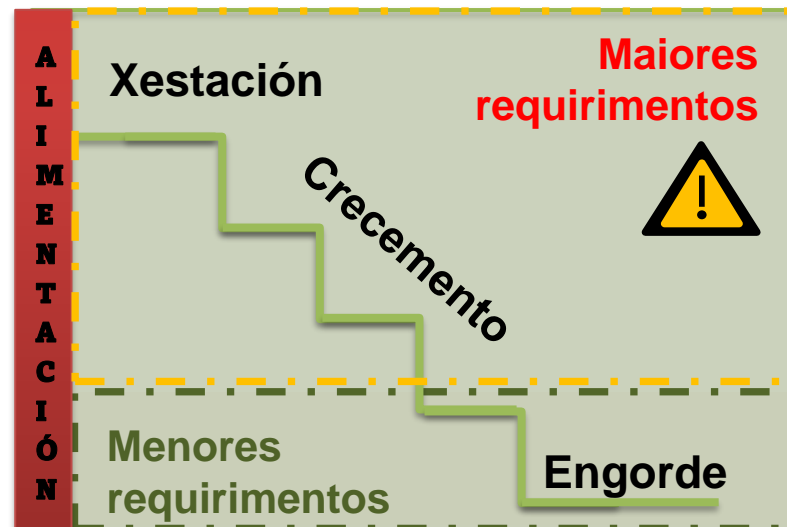 ALIMENTACIÓN
Xestación
Maiores
requirimentos
!
Crecemento
Menores
requirimentos
Engorde